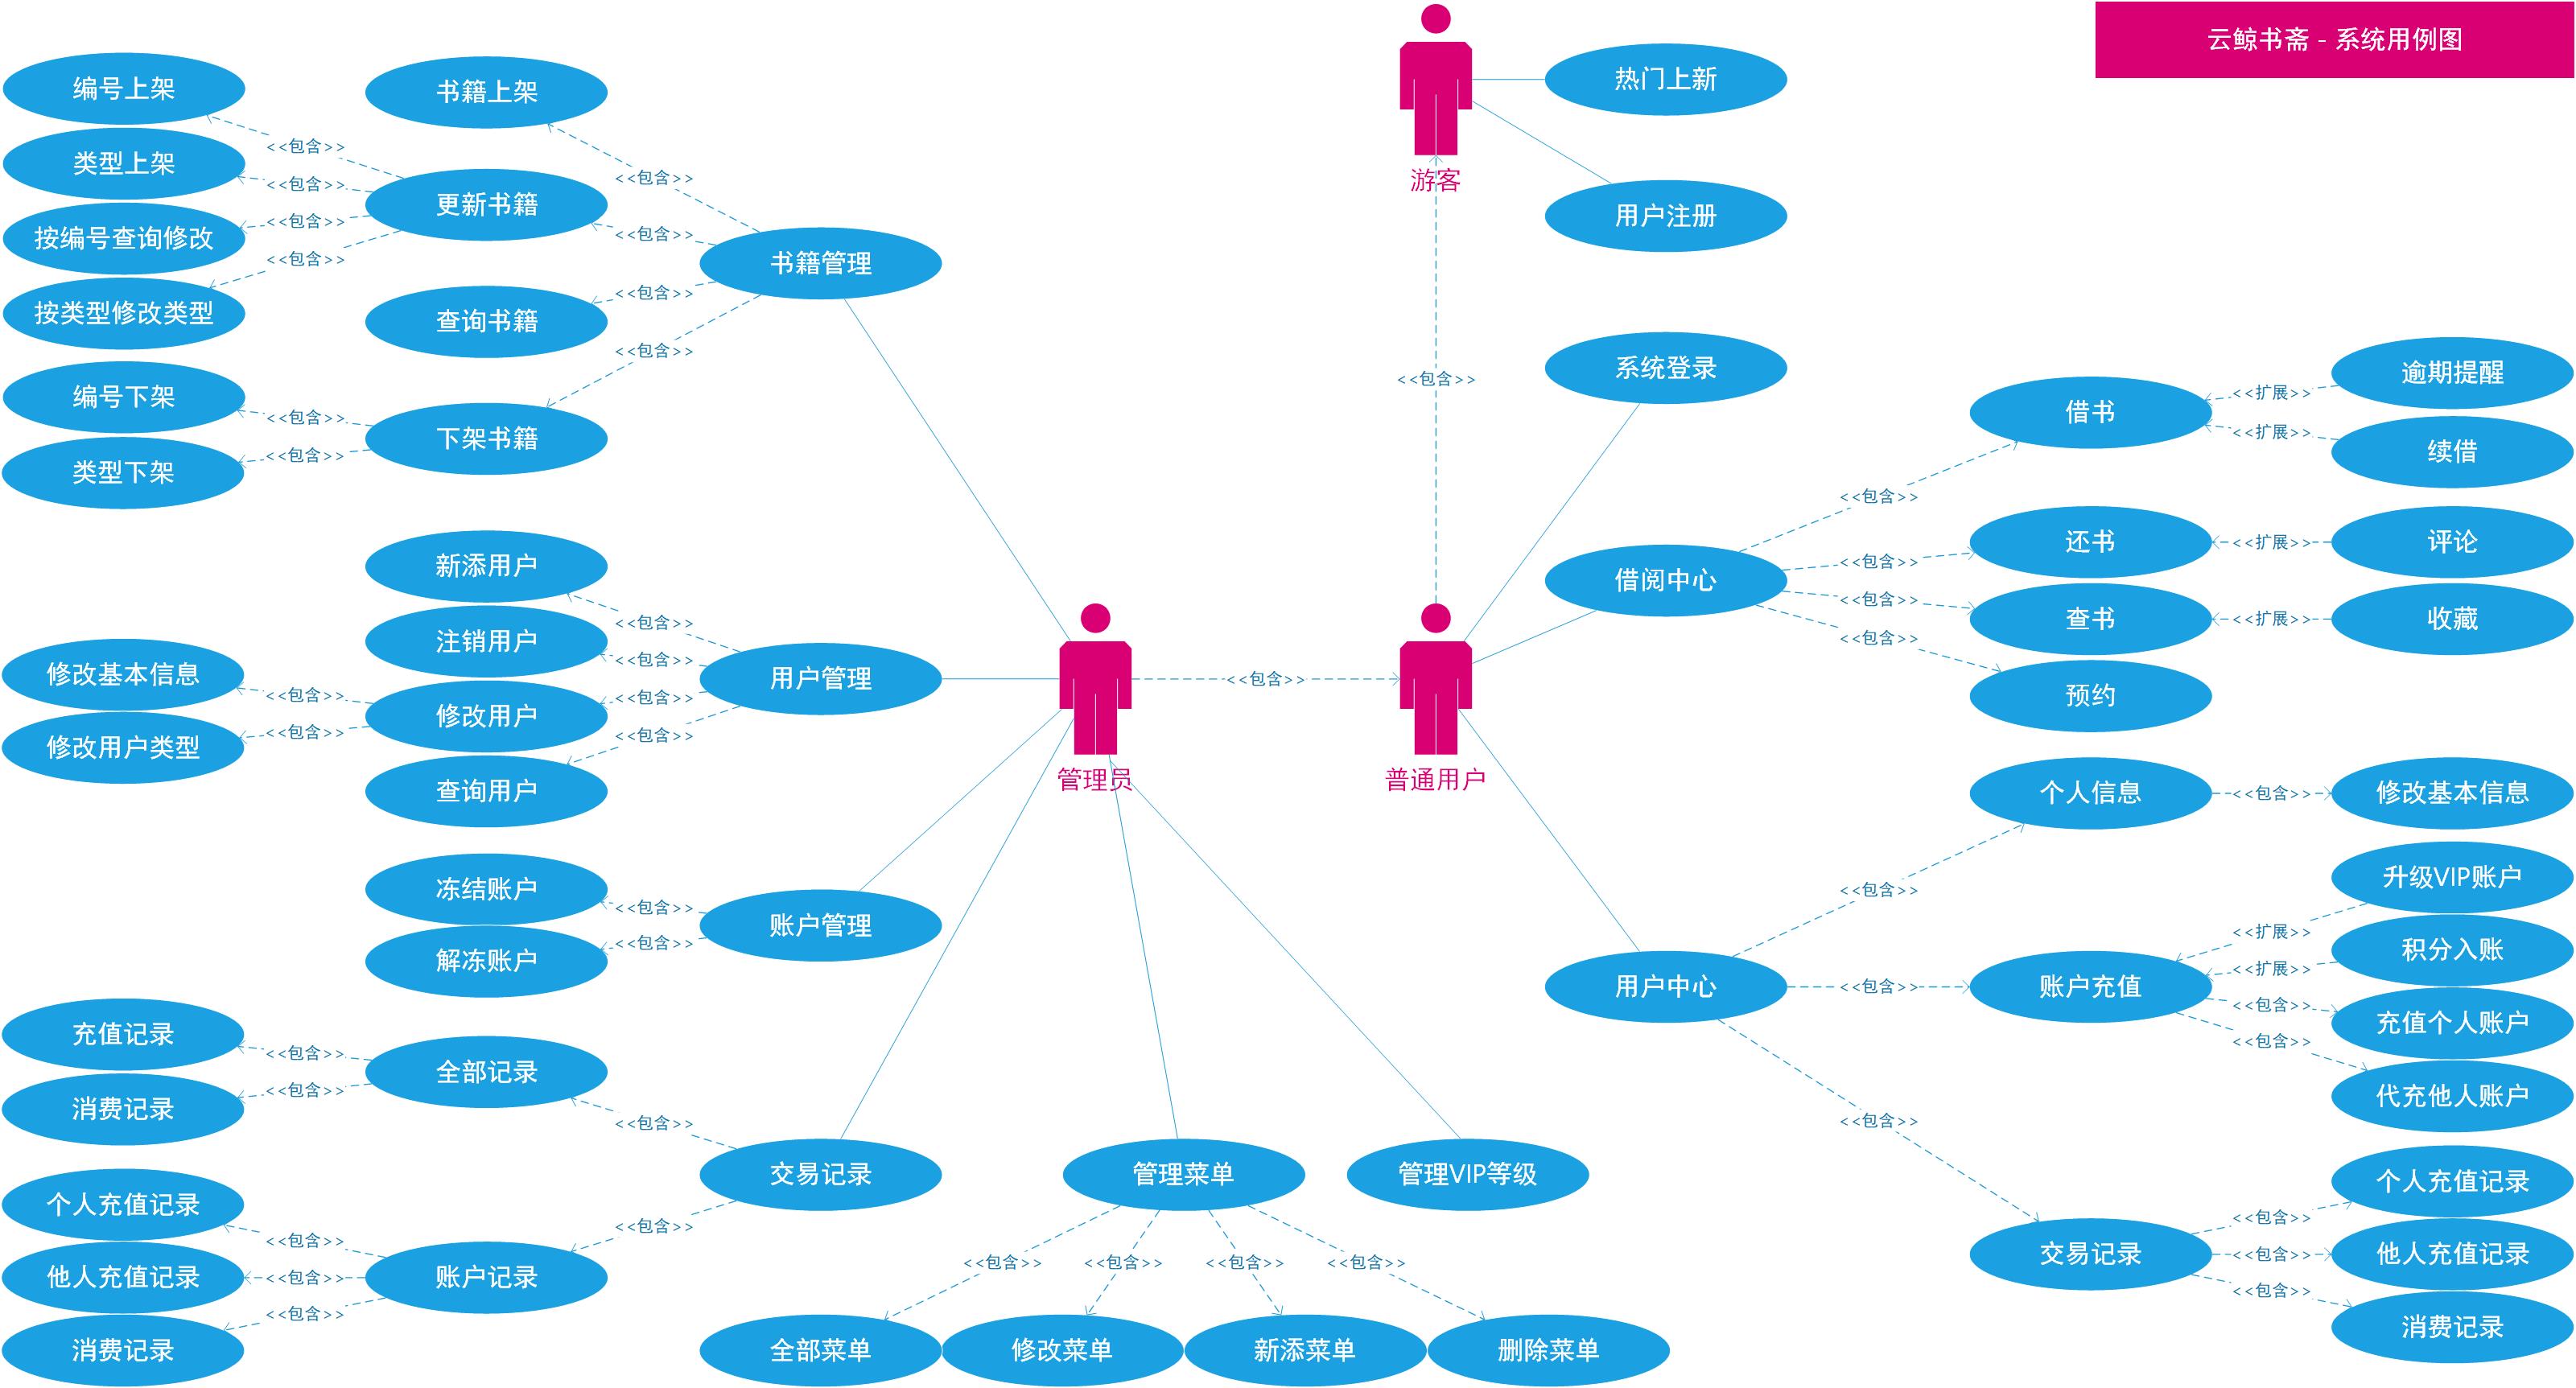 云鲸书斋 - 系统用例图
游客
热门上新
用户注册
<<包含>>
编号上架
类型上架
按编号查询修改
按类型修改类型
<<包含>>
<<包含>>
<<包含>>
<<包含>>
书籍上架
更新书籍
查询书籍
下架书籍
<<包含>>
<<包含>>
<<包含>>
<<包含>>
书籍管理
编号下架
类型下架
<<包含>>
<<包含>>
新添用户
注销用户
修改用户
查询用户
<<包含>>
<<包含>>
<<包含>>
<<包含>>
用户管理
修改基本信息
修改用户类型
<<包含>>
<<包含>>
管理员
<<包含>>
普通用户
冻结账户
解冻账户
<<包含>>
<<包含>>
账户管理
充值记录
消费记录
<<包含>>
<<包含>>
全部记录
<<包含>>
交易记录
<<包含>>
账户记录
个人充值记录
他人充值记录
消费记录
<<包含>>
<<包含>>
<<包含>>
管理菜单
管理VIP等级
<<包含>>
<<包含>>
<<包含>>
<<包含>>
全部菜单
修改菜单
新添菜单
删除菜单
系统登录
借阅中心
<<包含>>
<<包含>>
<<包含>>
<<包含>>
借书
还书
查书
预约
<<扩展>>
<<扩展>>
<<扩展>>
<<扩展>>
逾期提醒
续借
评论
收藏
用户中心
<<包含>>
<<包含>>
<<包含>>
个人信息
<<包含>>
修改基本信息
账户充值
<<扩展>>
<<扩展>>
<<包含>>
<<包含>>
升级VIP账户
积分入账
充值个人账户
代充他人账户
交易记录
<<包含>>
<<包含>>
<<包含>>
个人充值记录
他人充值记录
消费记录